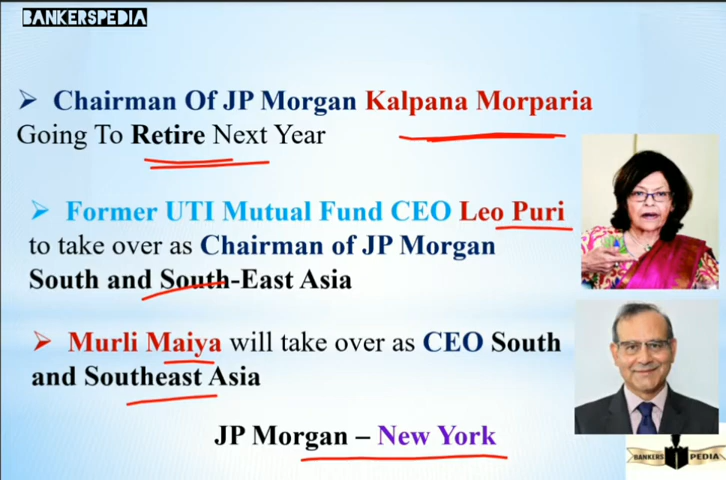 BANKERSPEDIA
➢ Chairman Of JP Morgan Kalpana Morparia
Going To Retire Next Year
➢ Former UTI Mutual Fund CEO Leo Puri
to take over as Chairman of JP Morgan
South and South-East Asia
➢ Murli Maiya will take over as CEO South
and Southeast Asia
JP Morgan – New York
BANKERS PEDIA